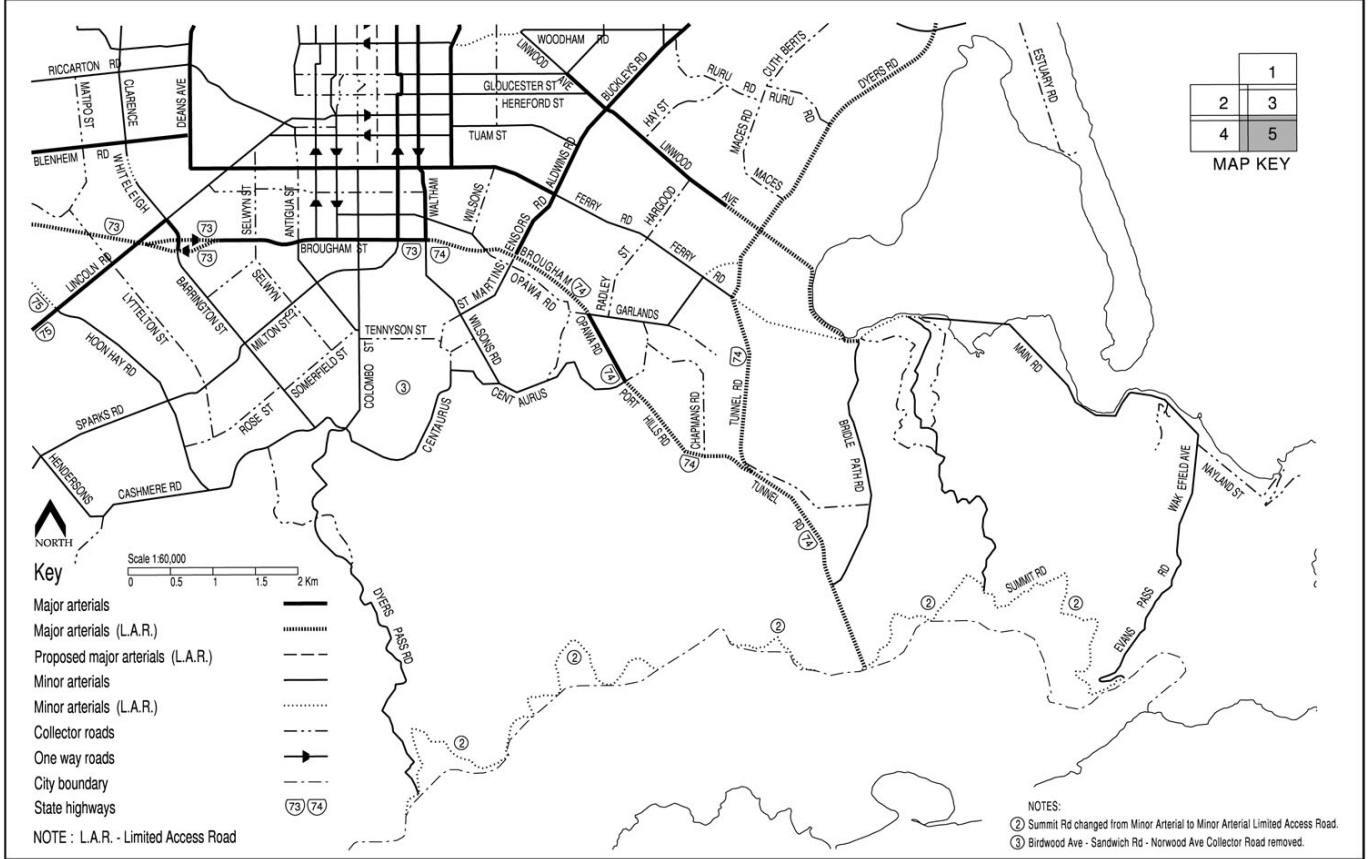 WOODHAM RD
LINWOOD AVE
BUCKLEYS RD
CUTH BERTS
RURU RD
RURU RD
DYERS RD
ESTUARY RD
RICCARTON RD
MATIPO ST
CLARENCE
DEANS AVE
GLOUCESTER ST
HEREFORD ST
HAY ST
MACES RD
MACES
TUAM ST
1
2
3
4
5
MAP KEY
BLENHEIM RD
WHITELEIGH
SELWYN ST
ANTIGUA ST
WALTHAM
WILSONS
ALDWINS RD
LINWOOD AVE
FERRY RD
HARGOOD
FERRY RD
73
73
73
BROUGHAM ST
73
74
ENSORS RD
BROUGHAM
74
ST
RADLEY
LINCOLN RD
75
75
BARRINGTON ST
SELWYN
ST MARTINS
OPAWA RD
GARLANDS
LYTTELTON ST
MILTON ST
ST
TENNYSON ST
WILSONS RD
OPAWA RD
74
HOON HAY RD
SOMERFIELD ST
COLOMBO ST
3
CENT AURUS
74
PORT HILLS RD
CHAPMANS RD
TUNNEL RD
74
MAIN RD
SPARKS RD
ROSE ST
CENTAURUS
BRIDLE PATH RD
HENDERSONS
CASHMERE RD
74
TUNNEL RD
74
WAK EFIELD AVE
NAYLAND ST
NORTH
Scale 1:60,000
0 0.5 1 1.5 2 Km
Key
Major arterials
Major arterials (L.A.R.)
Proposed major arterials (L.A.R.)
Minor arterials
Minor arterials (L.A.R.)
Collector roads
One way roads
City boundary
State highways
73 74
NOTE : L.A.R. - Limited Access Road
DYERS PASS RD
SUMMIT RD
EVANS PASS RD
2
2
2
2
2
NOTES:
2 Summit Rd changed from Minor Arterial to Minor Arterial Limited Access Road.
3 Birdwood Ave - Sandwich Rd - Norwood Ave Collector Road removed.